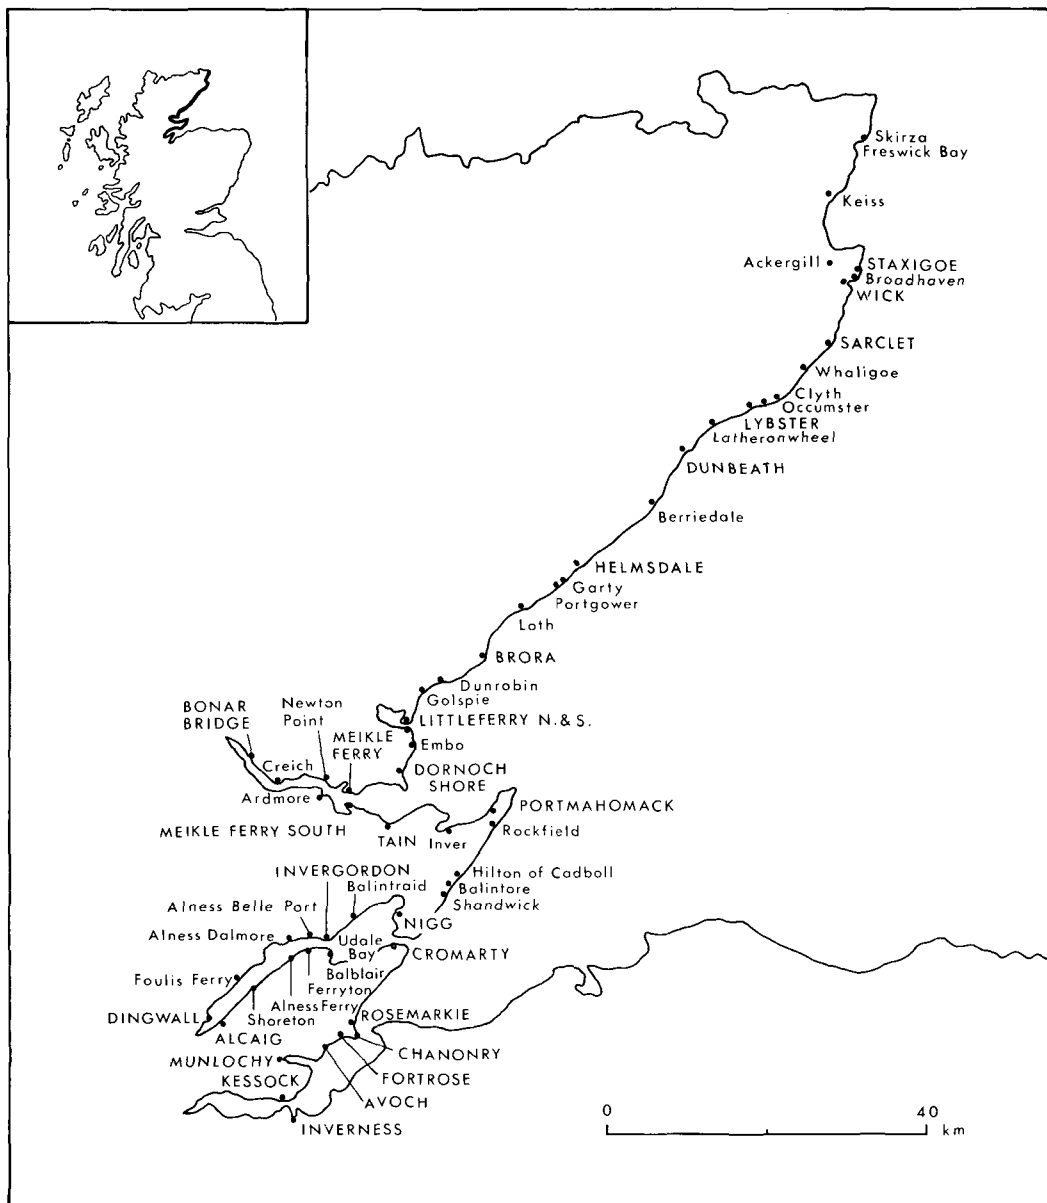 Skirza
Freswick Bay
Keiss
Ackergill
STAXIGOE
Broadhaven
WICK
SARCLET
Whaligoe
Clyth
Occumster
LYBSTER
Latheronwheel
DUNBEATH
Berriedale
HELMSDALE
Garty
Portgower
Loth
BRORA
Dunrobin
Golspie
LITTLEFERRY N.& S.
Embo
DORNOCH
SHORE
BONAR
BRIDGE
Newton
Point
MEIKLE
FERRY
Creich
Ardmore
MEIKLE FERRY SOUTH
TAIN
Inver
PORTMAHOMACK
Rockfield
Hilton of Cadboll
Balintore
Shandwick
INVERGORDON
Balintraid
Alness Belle Port
Alness Dalmore
NIGG
Udale
Bay
CROMARTY
Foulis Ferry
Balblair
Ferryton
Alness Ferry
Shoreton
DINGWALL
ALCAIG
ROSEMARKIE
MUNLOCHY
CHANONRY
KESSOCK
FORTROSE
AVOCH
INVERNESS
0 40
km